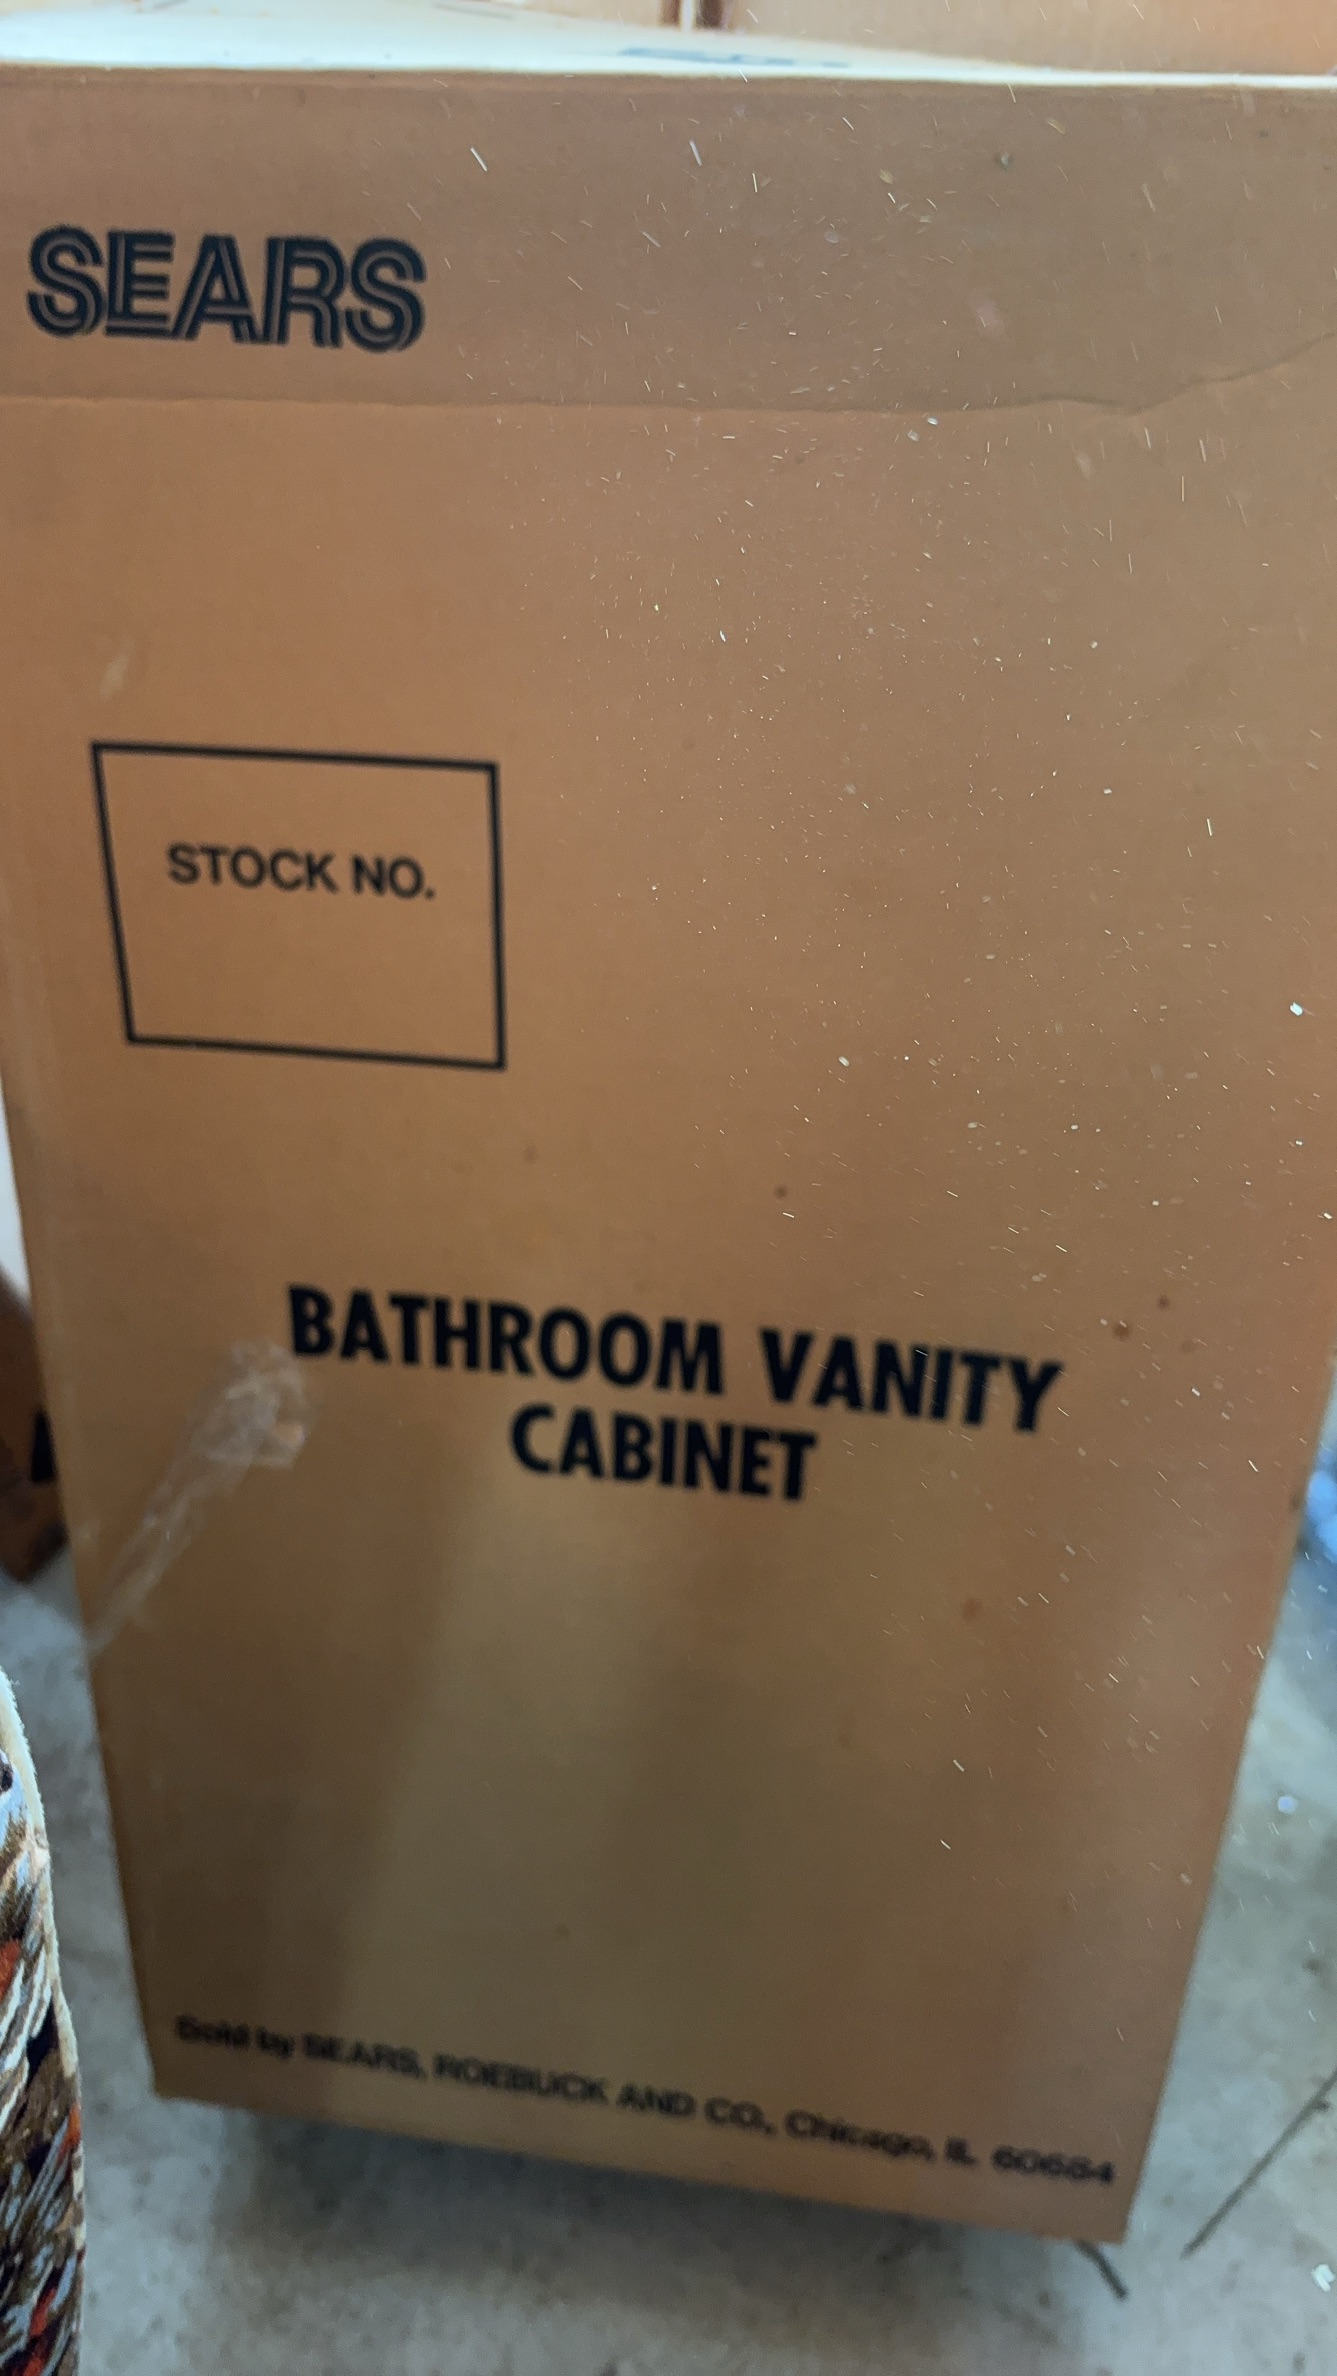 SEARS
STOCK NO.
BATHROOM VANITY
CABINET
Sold by SEARS, ROEBUCK AND CO., Chicago, IL 60684